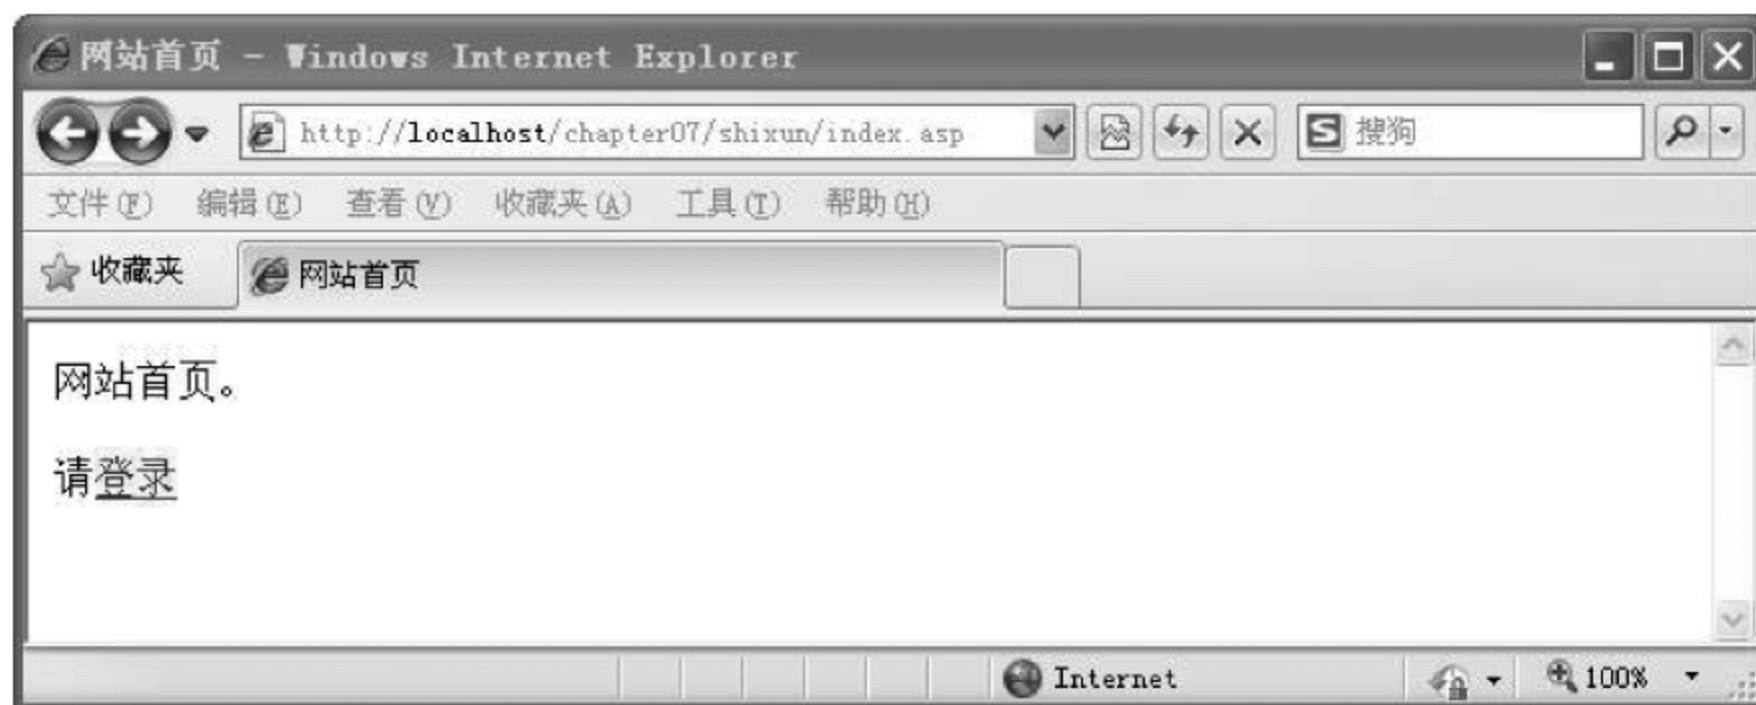 网站首页 - Windows Internet Explorer
http://localhost/chapter07/shixun/index.asp 搜狗
文件(F) 编辑(E) 查看(V) 收藏夹(A) 工具(T) 帮助(H)
收藏夹 网站首页
网站首页。
请登录
Internet 100%